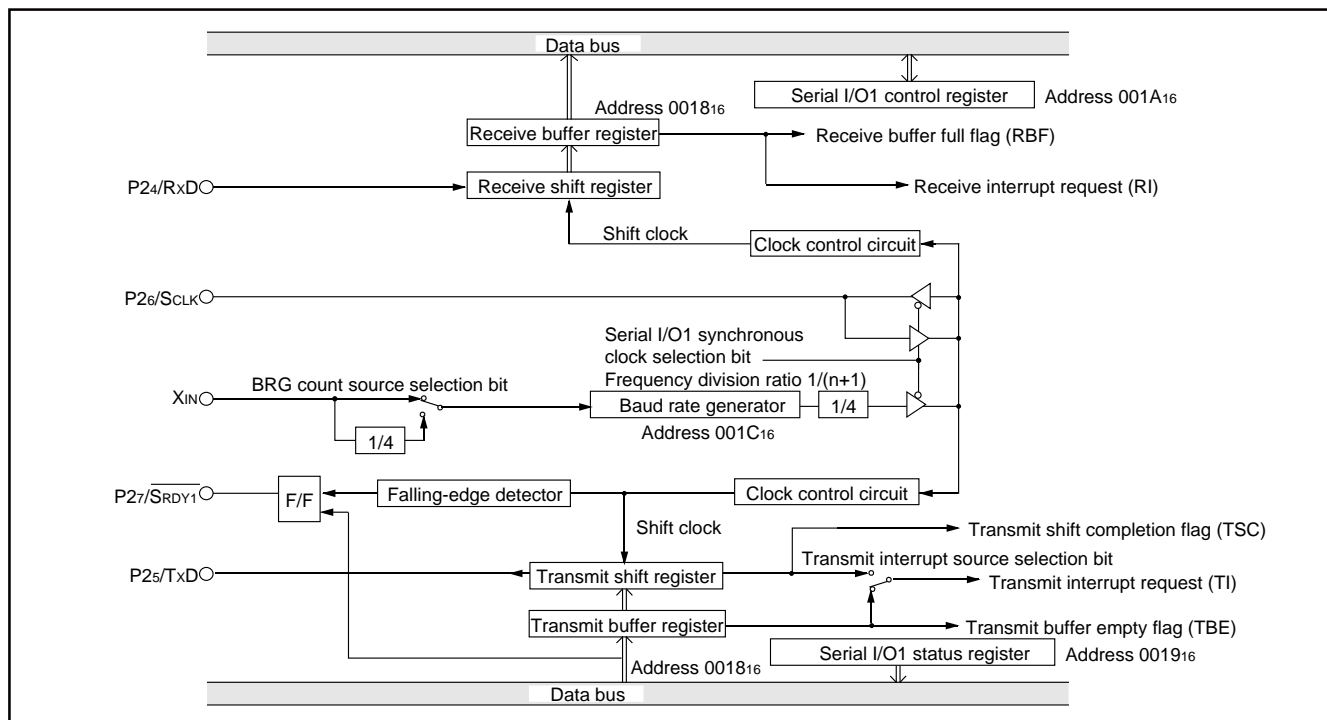 Data bus
Serial I/O1 control register
Address 001A16
Address 001816
Receive buffer register
Receive buffer full flag (RBF)
P24/RXD
Receive shift register
Receive interrupt request (RI)
Shift clock
Clock control circuit
P26/SCLK
Serial I/O1 synchronous
clock selection bit
BRG count source selection bit
Frequency division ratio 1/(n+1)
XIN
Baud rate generator
1/4
1/4
Address 001C16
P27/SRDY1
F/F
Falling-edge detector
Clock control circuit
Shift clock
Transmit shift completion flag (TSC)
Transmit interrupt source selection bit
P25/TXD
Transmit shift register
Transmit interrupt request (TI)
Transmit buffer register
Transmit buffer empty flag (TBE)
Address 001816
Serial I/O1 status register
Address 001916
Data bus